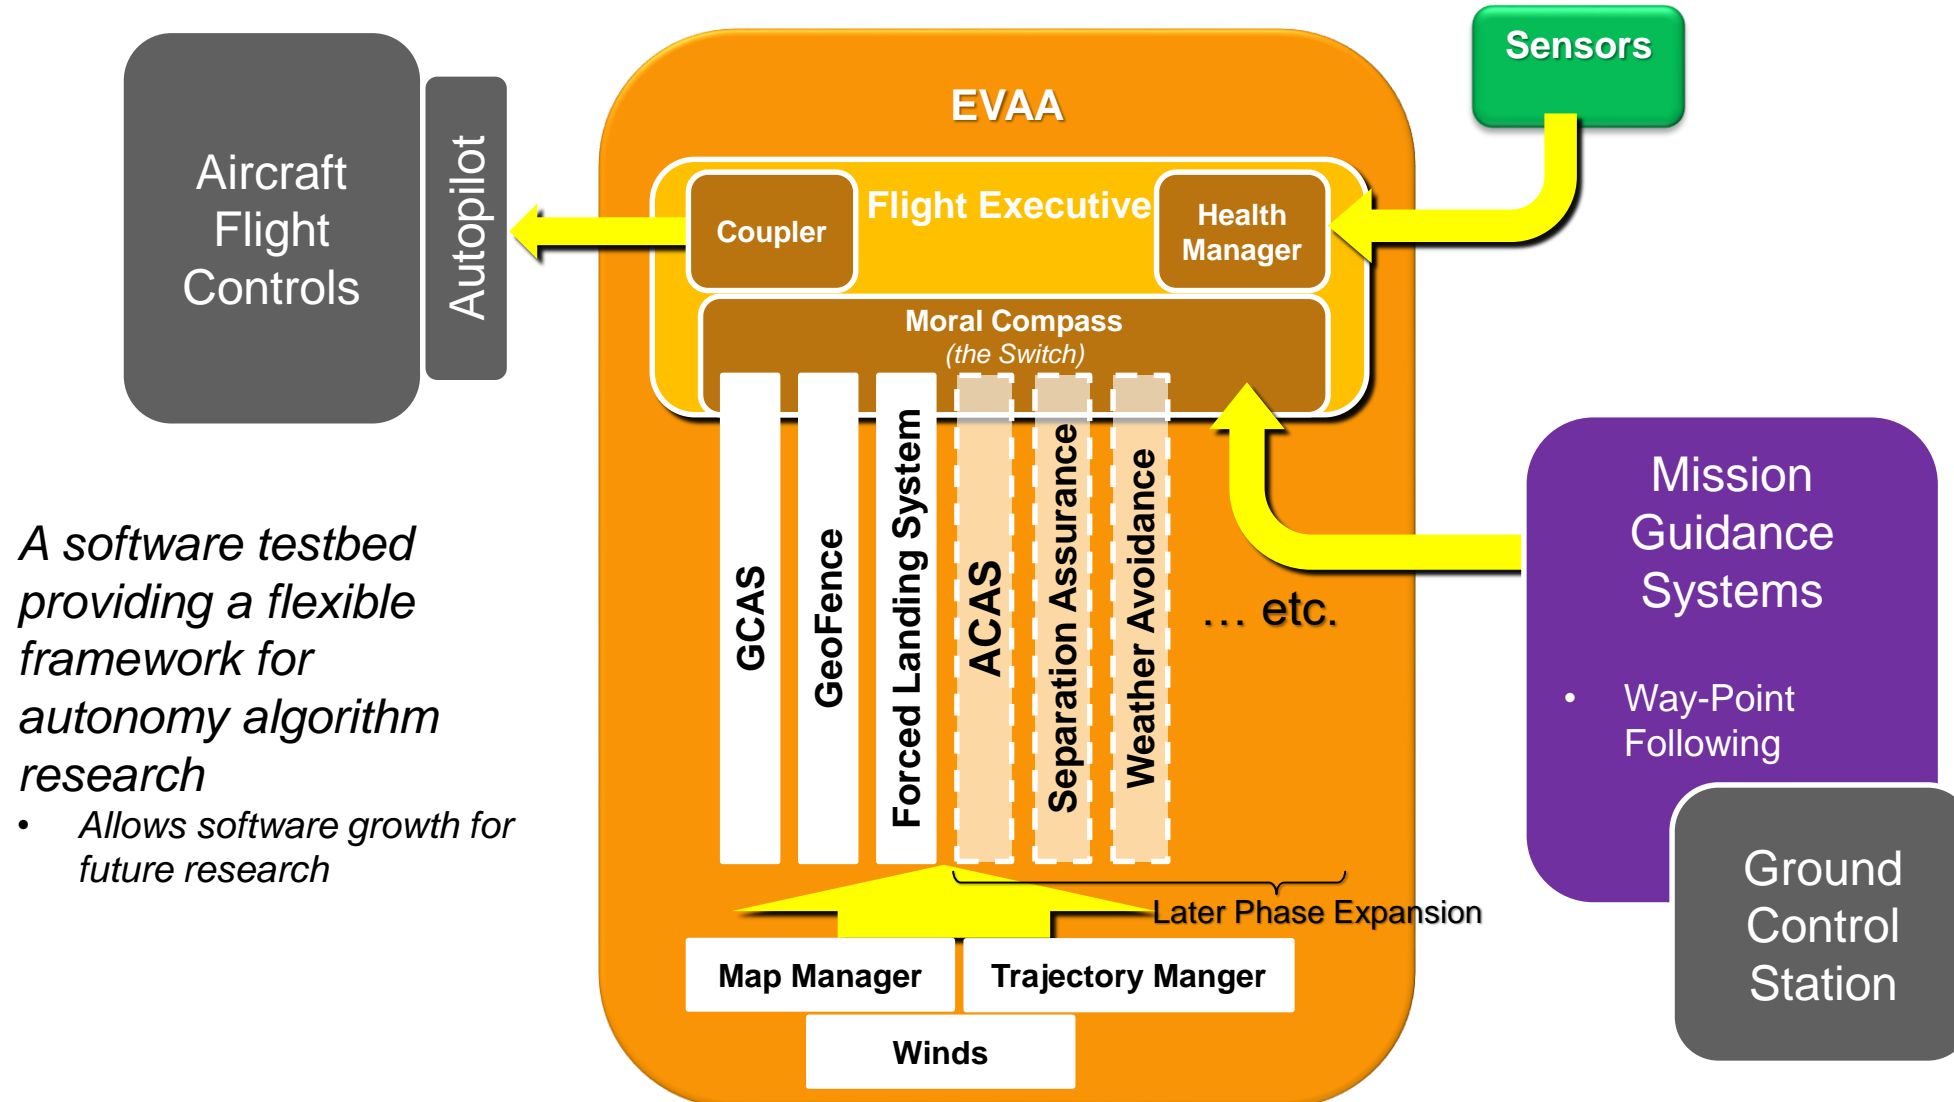 Sensors
EVAA
Aircraft
Flight
Controls
Autopilot
Flight Executive
Coupler
Health
Manager
Moral Compass
(the Switch)
GCAS
GeoFence
Forced Landing System
ACAS
Separation Assurance
Weather Avoidance
... etc.
Mission
Guidance
Systems
• Way-Point
Following
A software testbed
providing a flexible
framework for
autonomy algorithm
research
• Allows software growth for
future research
Later Phase Expansion
Ground
Control
Station
Map Manager
Trajectory Manger
Winds